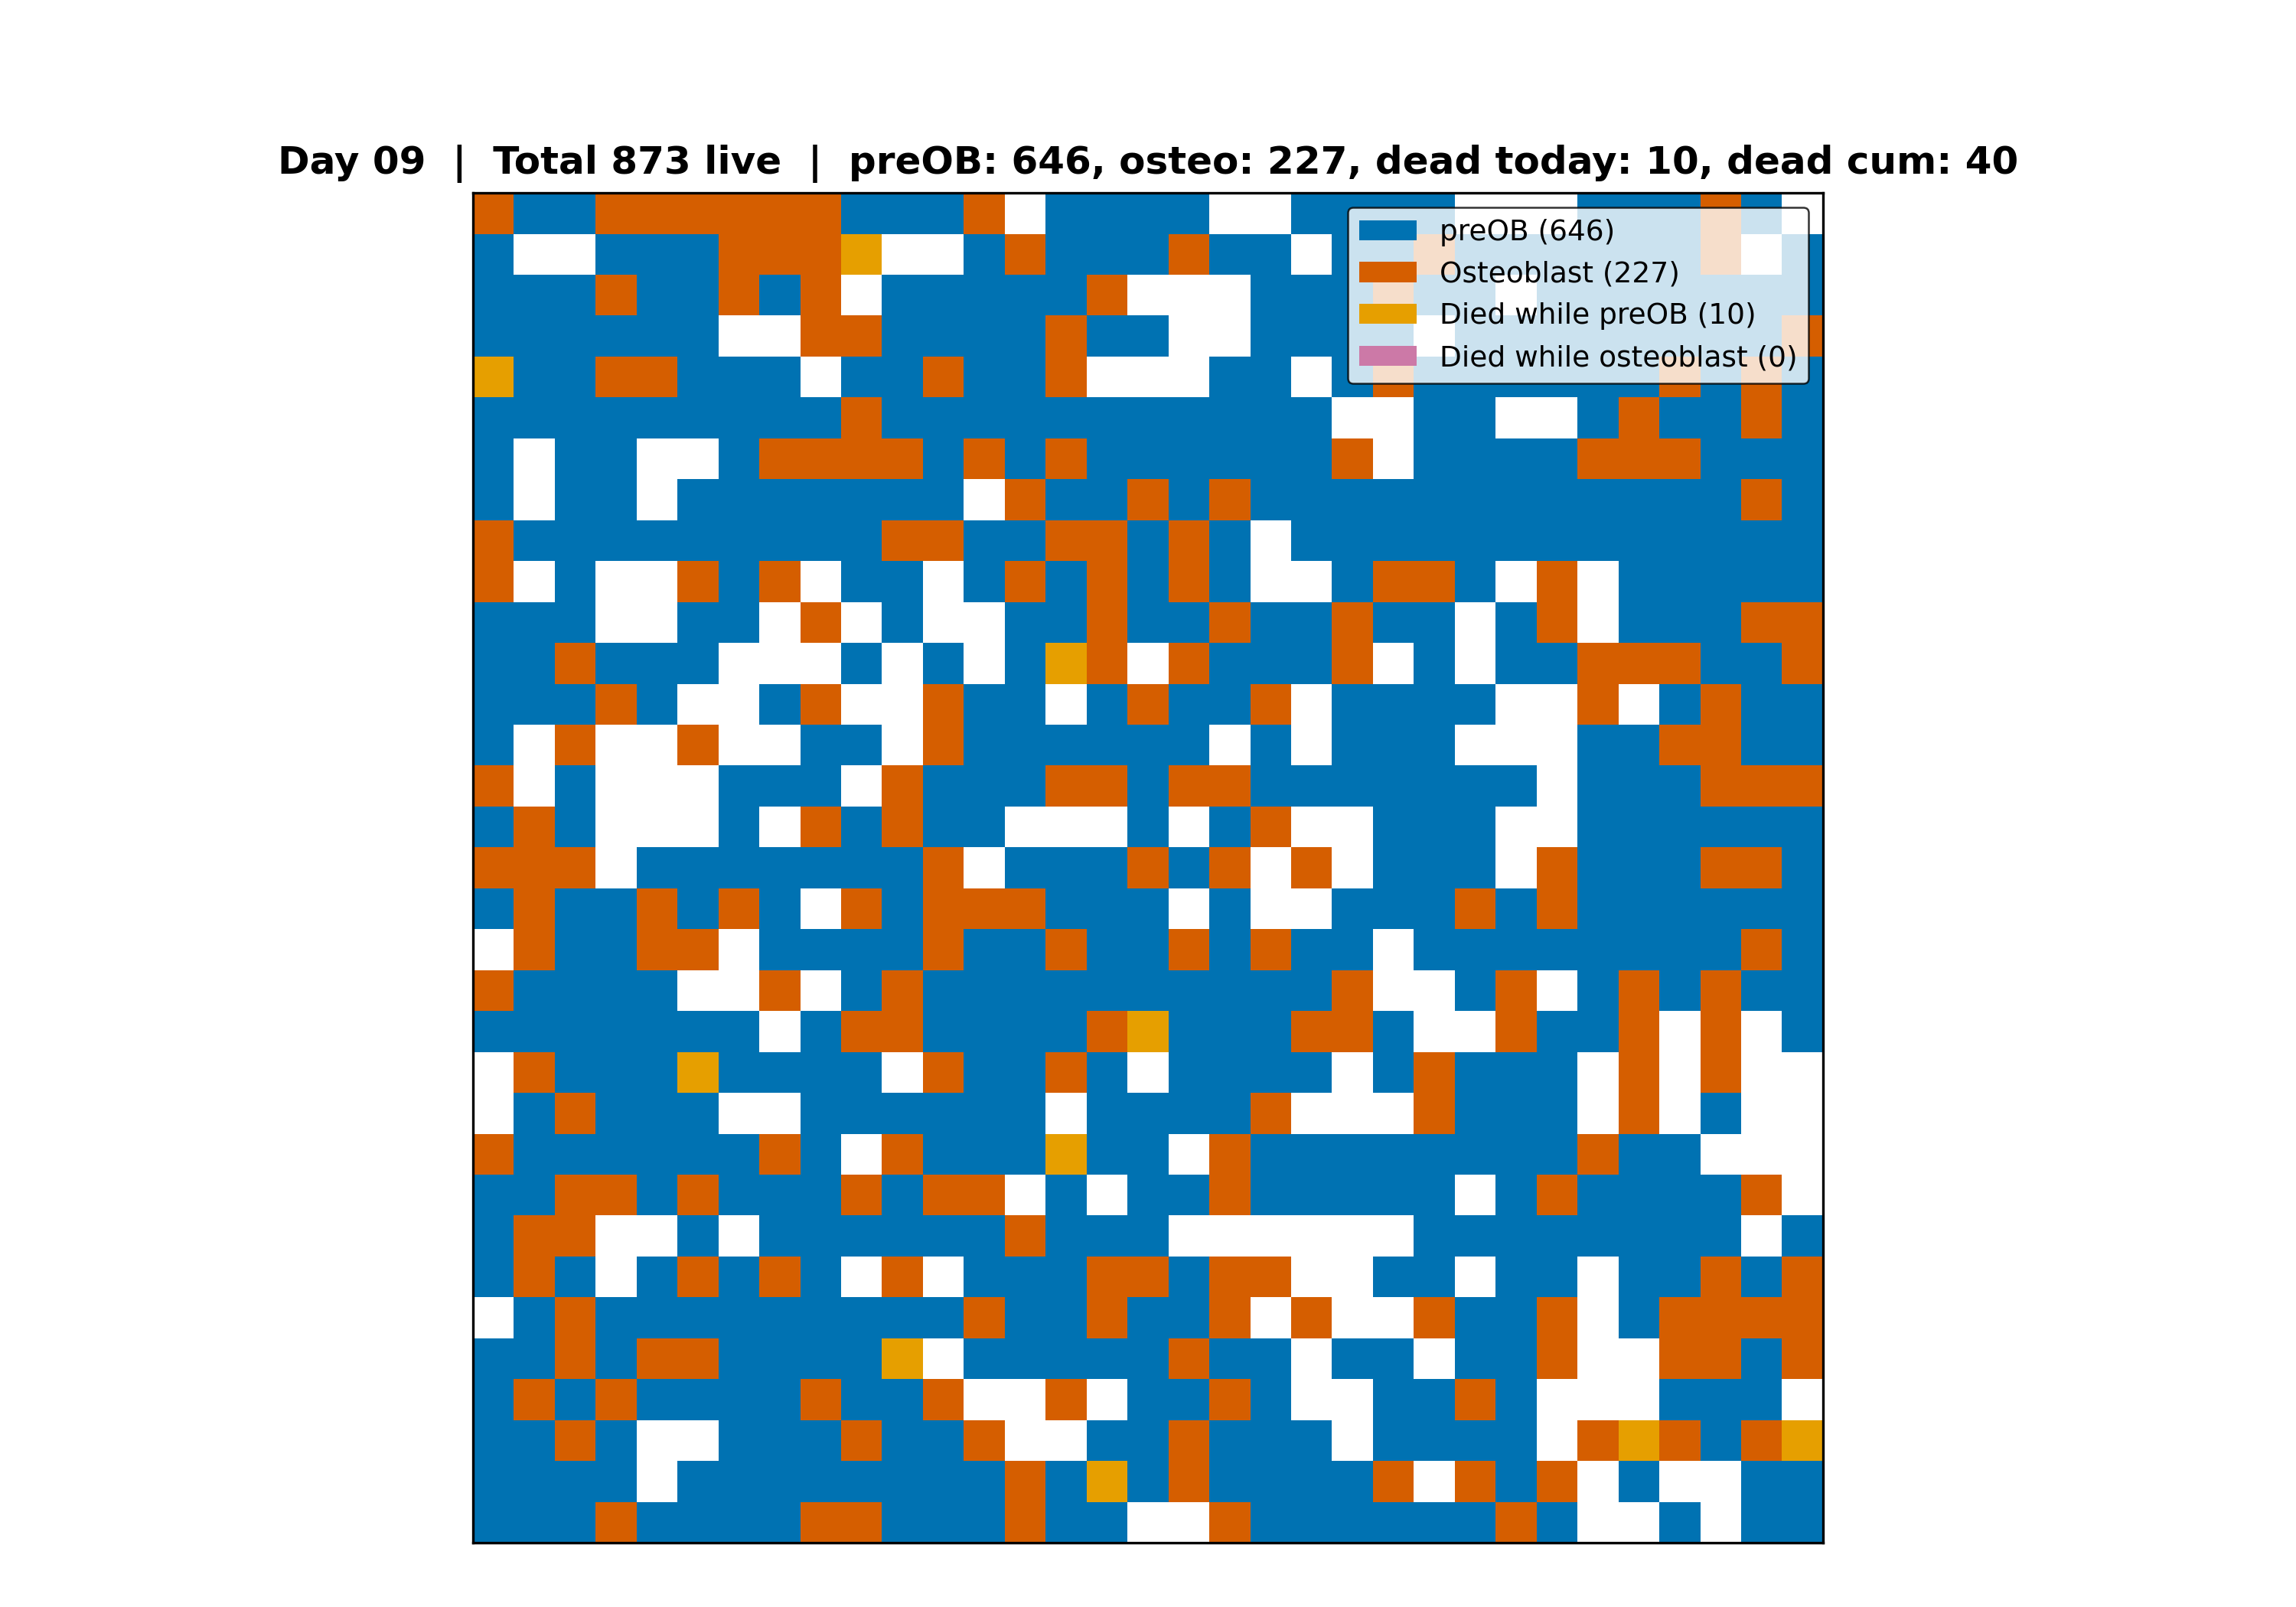 Day 09 | Total 873 live | preOB: 646, osteo: 227, dead today: 10, dead cum: 40
preOB (646)
Osteoblast (227)
Died while preOB (10)
Died while osteoblast (0)